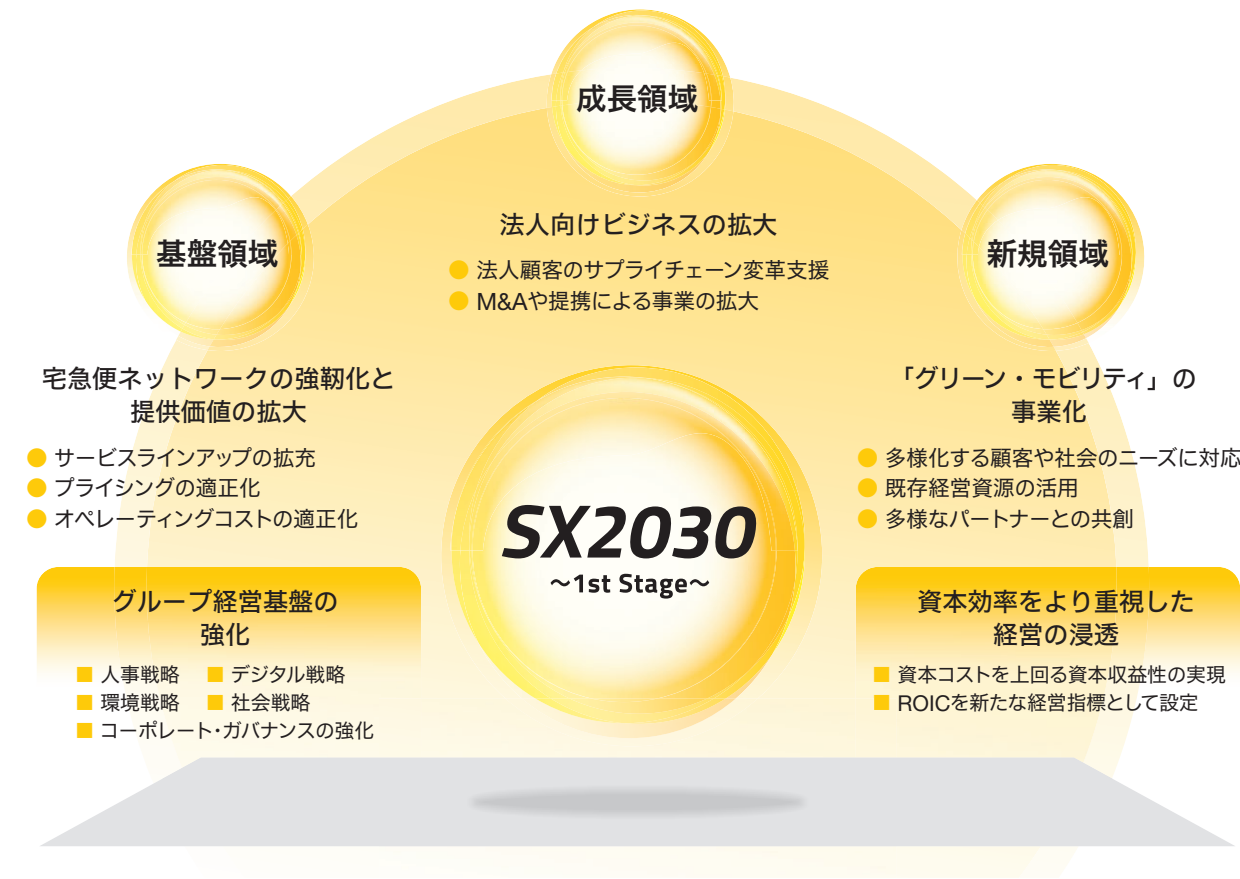 成長領域
法人向けビジネスの拡大
● 法人顧客のサプライチェーン変革支援
● M&Aや提携による事業の拡大
基盤領域
宅急便ネットワークの強靭化と
提供価値の拡大
● サービスラインアップの拡充
● プライシングの適正化
● オペレーティングコストの適正化
新規領域
「グリーン・モビリティ」の
事業化
● 多様化する顧客や社会のニーズに対応
● 既存経営資源の活用
● 多様なパートナーとの共創
SX2030
～1st Stage～
グループ経営基盤の
強化
■ 人事戦略 ■ デジタル戦略
■ 環境戦略 ■ 社会戦略
■ コーポレート・ガバナンスの強化
資本効率をより重視した
経営の浸透
■ 資本コストを上回る資本収益性の実現
■ ROICを新たな経営指標として設定